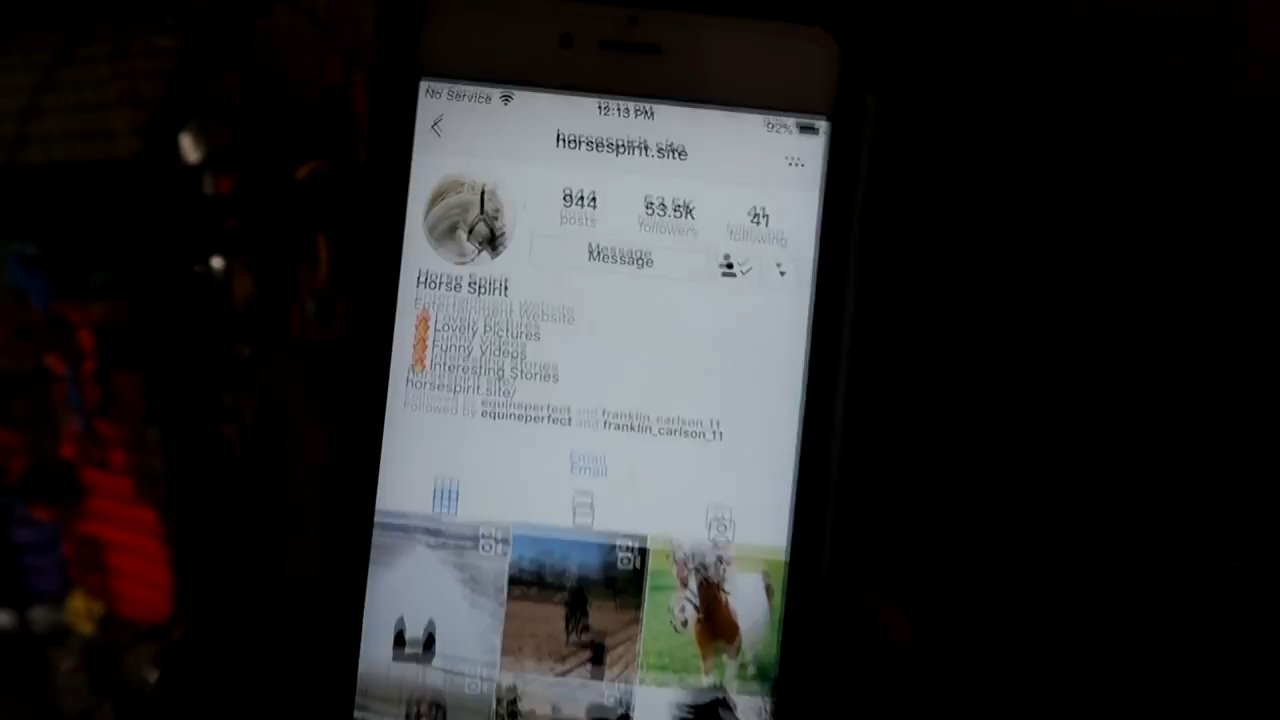 No Service 12:13 PM 92%
horsespirit.site
944 53.5K 41
posts followers following
Message
Horse Spirit
Entertainment Website
Lovely Pictures
Funny Videos
Interesting Stories
horsespirit.site/
Followed by equineperfect and franklin_carlson_11
Email